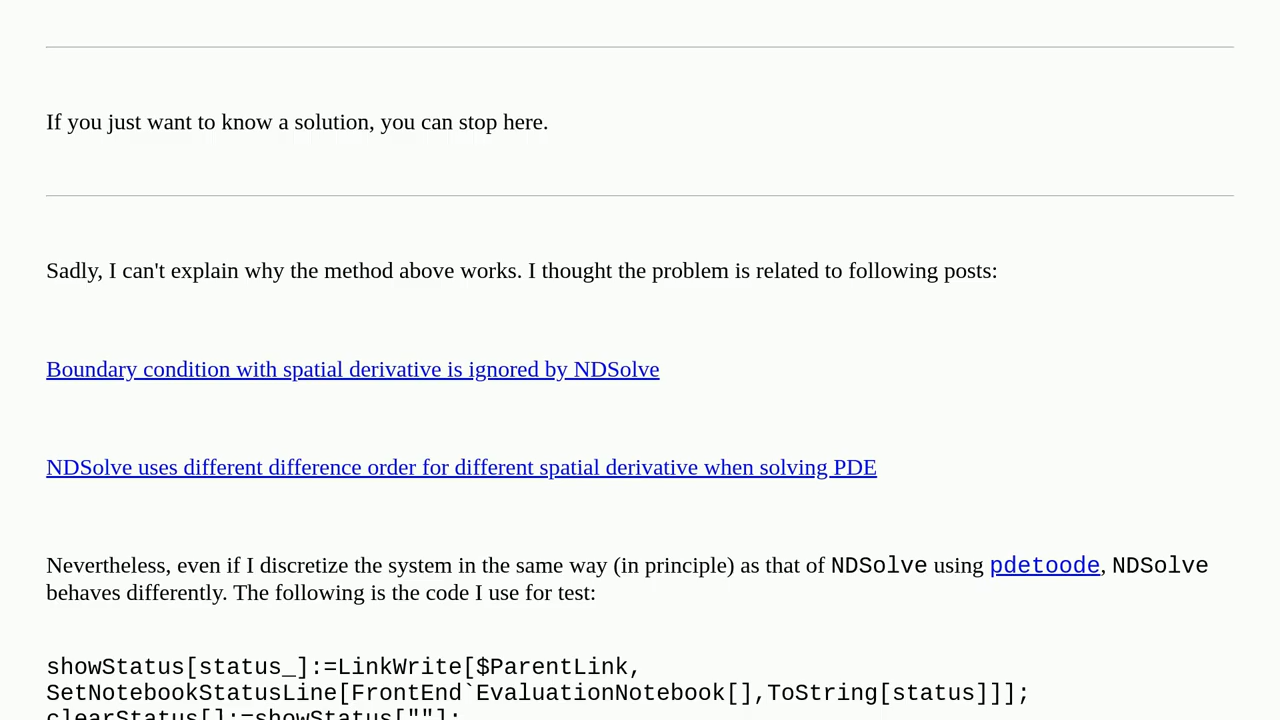 If you just want to know a solution, you can stop here.
Sadly, I can't explain why the method above works. I thought the problem is related to following posts:
Boundary condition with spatial derivative is ignored by NDSolve
NDSolve uses different difference order for different spatial derivative when solving PDE
Nevertheless, even if I discretize the system in the same way (in principle) as that of NDSolve using pdetoode, NDSolve
behaves differently. The following is the code I use for test:
showStatus[status_]:=LinkWrite[$ParentLink,
SetNotebookStatusLine[FrontEnd`EvaluationNotebook[],ToString[status]]];
clearStatus[]:=showStatus[""];